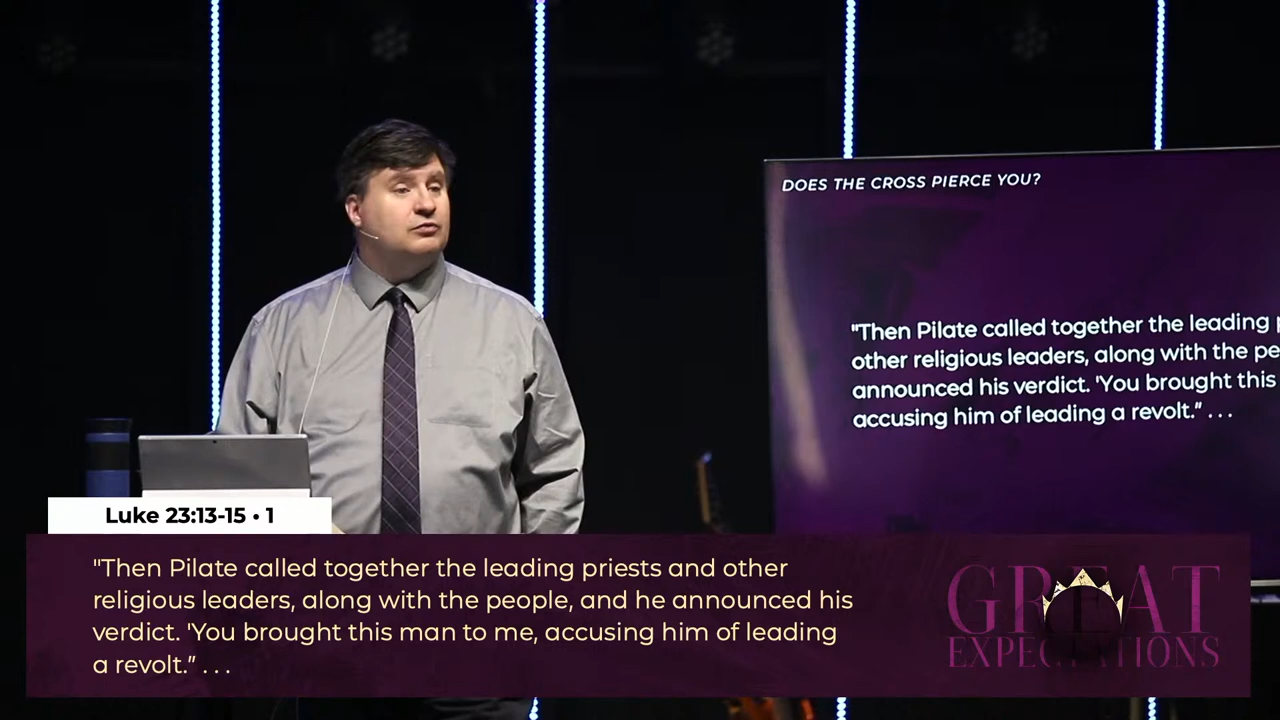 DOES THE CROSS PIERCE YOU?
"Then Pilate called together the leading
other religious leaders, along with the
announced his verdict. 'You brought this
accusing him of leading a revolt.” . . .
Luke 23:13-15 • 1
"Then Pilate called together the leading priests and other
religious leaders, along with the people, and he announced his
verdict. 'You brought this man to me, accusing him of leading
a revolt.” . . .
GREAT
EXPECTATIONS